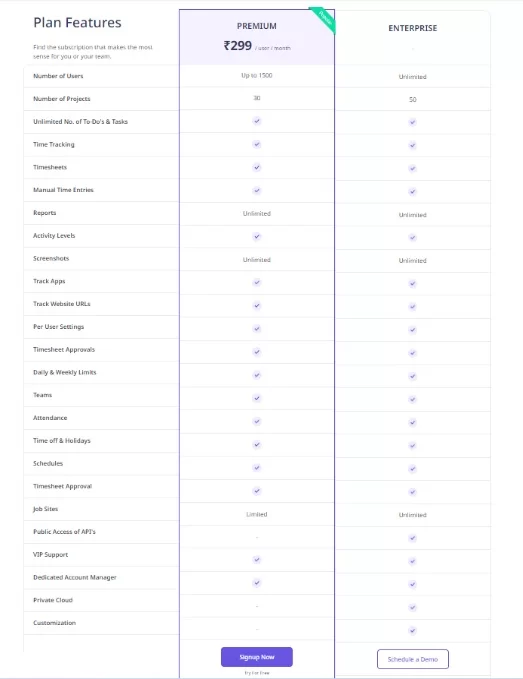 Plan Features
Find the subscription that makes the most
sense for you or your team.
PREMIUM
₹299 / user / month
ENTERPRISE
-
Number of Users Up to 1500 Unlimited
Number of Projects 30 50
Unlimited No. of To-Do's & Tasks
Time Tracking
Timesheets
Manual Time Entries
Reports Unlimited Unlimited
Activity Levels
Screenshots Unlimited Unlimited
Track Apps
Track Website URLs
Per User Settings
Timesheet Approvals
Daily & Weekly Limits
Teams
Attendance
Time off & Holidays
Schedules
Timesheet Approval
Job Sites Limited Unlimited
Public Access of API's -
VIP Support
Dedicated Account Manager
Private Cloud -
Customization -
Signup Now Schedule a Demo
Try For Free